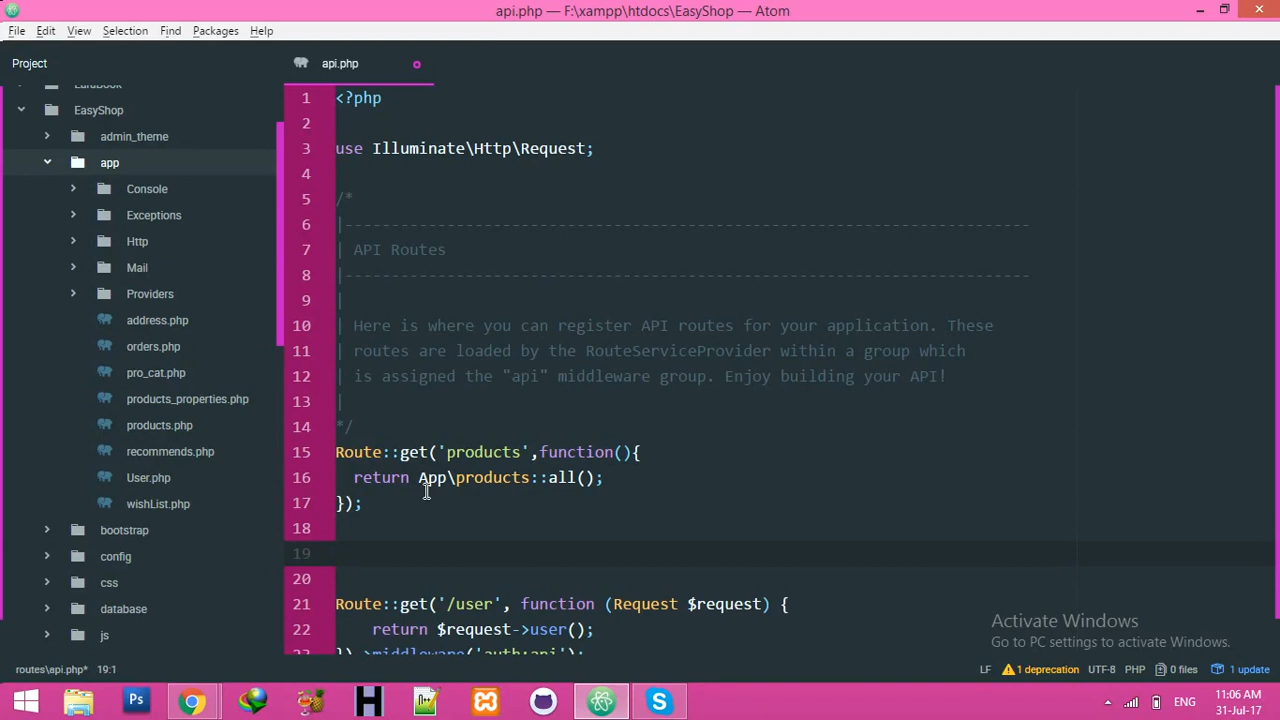 api.php — F:\xampp\htdocs\EasyShop — Atom
File Edit View Selection Find Packages Help
Project
api.php
EasyShop
admin_theme
app
Console
Exceptions
Http
Mail
Providers
address.php
orders.php
pro_cat.php
products_properties.php
products.php
recommends.php
User.php
wishList.php
bootstrap
config
css
database
js
1 <?php
2
3 use Illuminate\Http\Request;
4
5 /*
6 |--------------------------------------------------------------------------
7 | API Routes
8 |--------------------------------------------------------------------------
9 |
10 | Here is where you can register API routes for your application. These
11 | routes are loaded by the RouteServiceProvider within a group which
12 | is assigned the "api" middleware group. Enjoy building your API!
13 |
14 */
15 Route::get('products',function(){
16 return App\products::all();
17 });
18
19
20
21 Route::get('/user', function (Request $request) {
22 return $request->user();
23 })->middleware('auth:api');
Activate Windows
Go to PC settings to activate Windows.
routes\api.php* 19:1 LF 1 deprecation UTF-8 PHP 0 files 1 update
Ps
ENG
11:06 AM
31-Jul-17